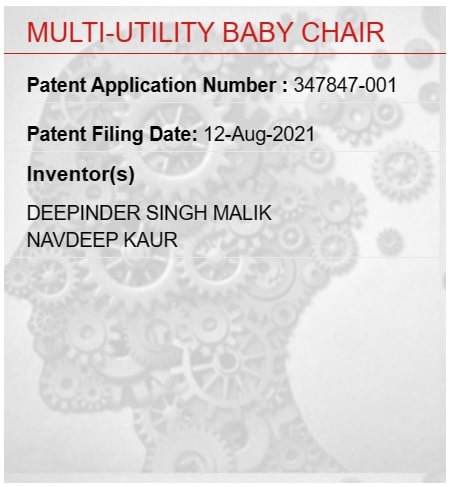 MULTI-UTILITY BABY CHAIR
Patent Application Number : 347847-001
Patent Filing Date: 12-Aug-2021
Inventor(s)
DEEPINDER SINGH MALIK
NAVDEEP KAUR